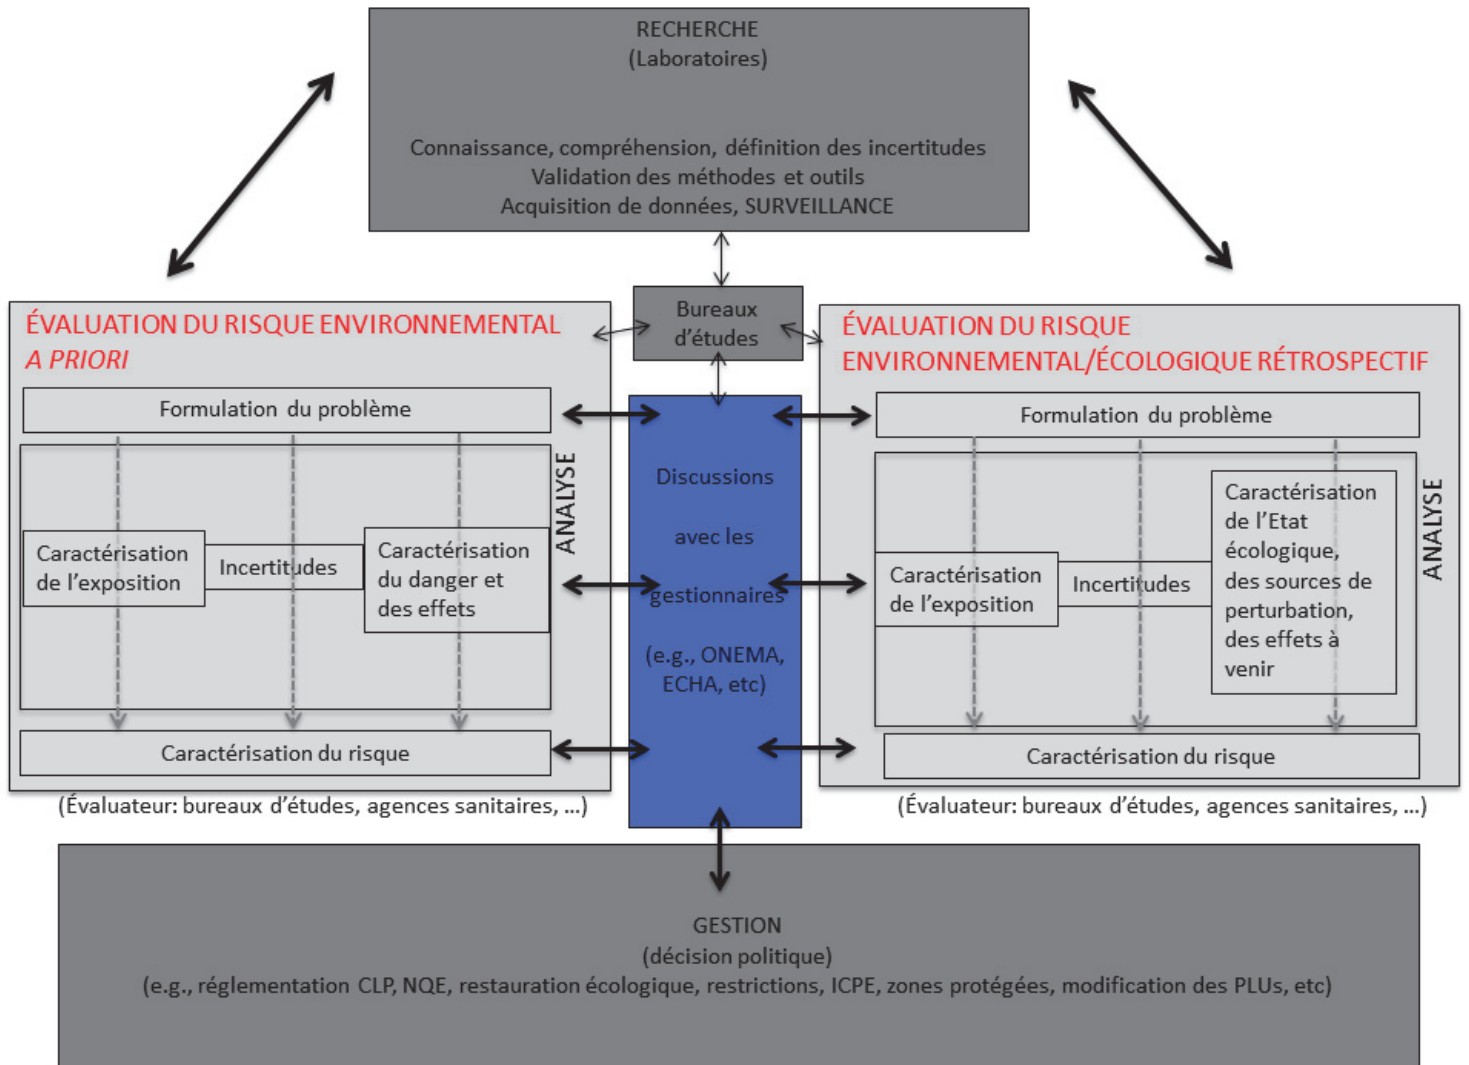 RECHERCHE
(Laboratoires)
Connaissance, compréhension, définition des incertitudes
Validation des méthodes et outils
Acquisition de données, SURVEILLANCE
Bureaux
d'études
ÉVALUATION DU RISQUE ENVIRONNEMENTAL
A PRIORI
Formulation du problème
ANALYSE
Caractérisation
de l'exposition
Incertitudes
Caractérisation
du danger et
des effets
Caractérisation du risque
(Évaluateur: bureaux d'études, agences sanitaires, ...)
Discussions
avec les
gestionnaires
(e.g., ONEMA,
ECHA, etc)
ÉVALUATION DU RISQUE
ENVIRONNEMENTAL/ÉCOLOGIQUE RÉTROSPECTIF
Formulation du problème
ANALYSE
Caractérisation
de l'exposition
Incertitudes
Caractérisation
de l'Etat
écologique,
des sources de
perturbation,
des effets à
venir
Caractérisation du risque
(Évaluateur: bureaux d'études, agences sanitaires, ...)
GESTION
(décision politique)
(e.g., réglementation CLP, NQE, restauration écologique, restrictions, ICPE, zones protégées, modification des PLUs, etc)